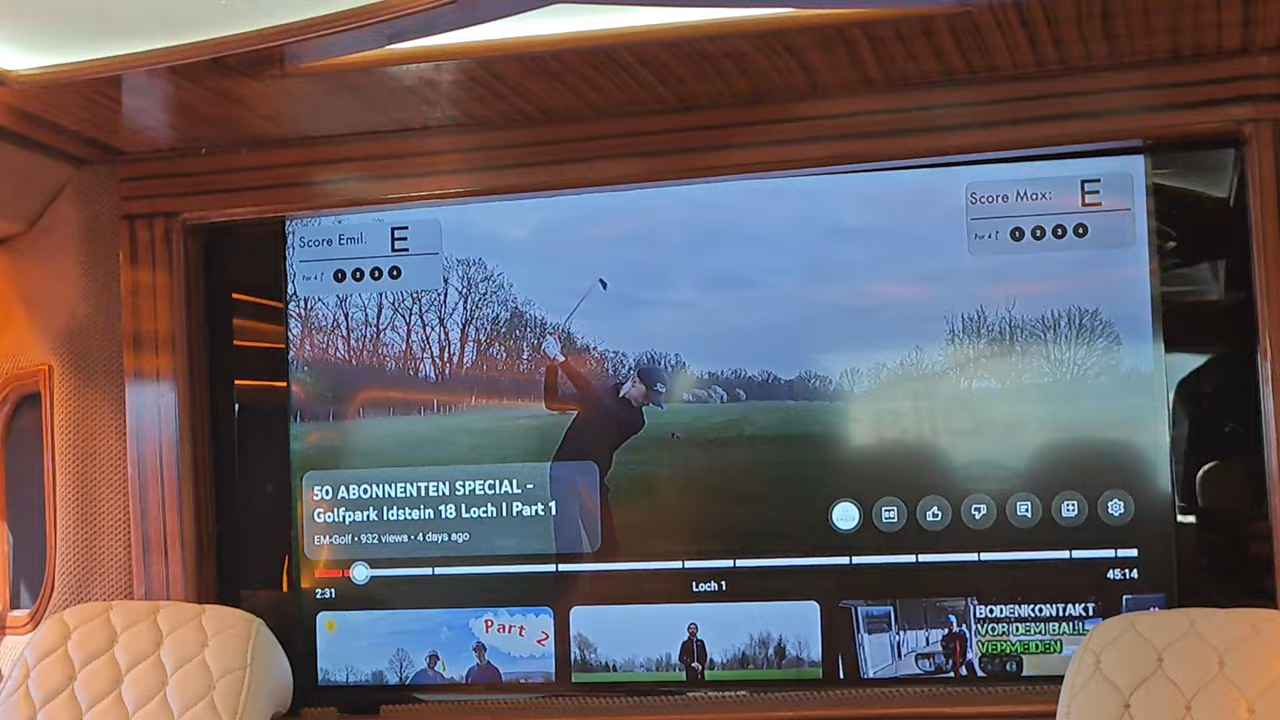 Score Emil: E
Par 4 1 2 3 4
Score Max: E
Par 4 1 2 3 4
50 ABONNENTEN SPECIAL -
Golfpark Idstein 18 Loch I Part 1
EM-Golf • 932 views • 4 days ago
2:31
Loch 1
45:14
Part 2
BODENKONTAKT
VOR DEM BALL
VERMEIDEN